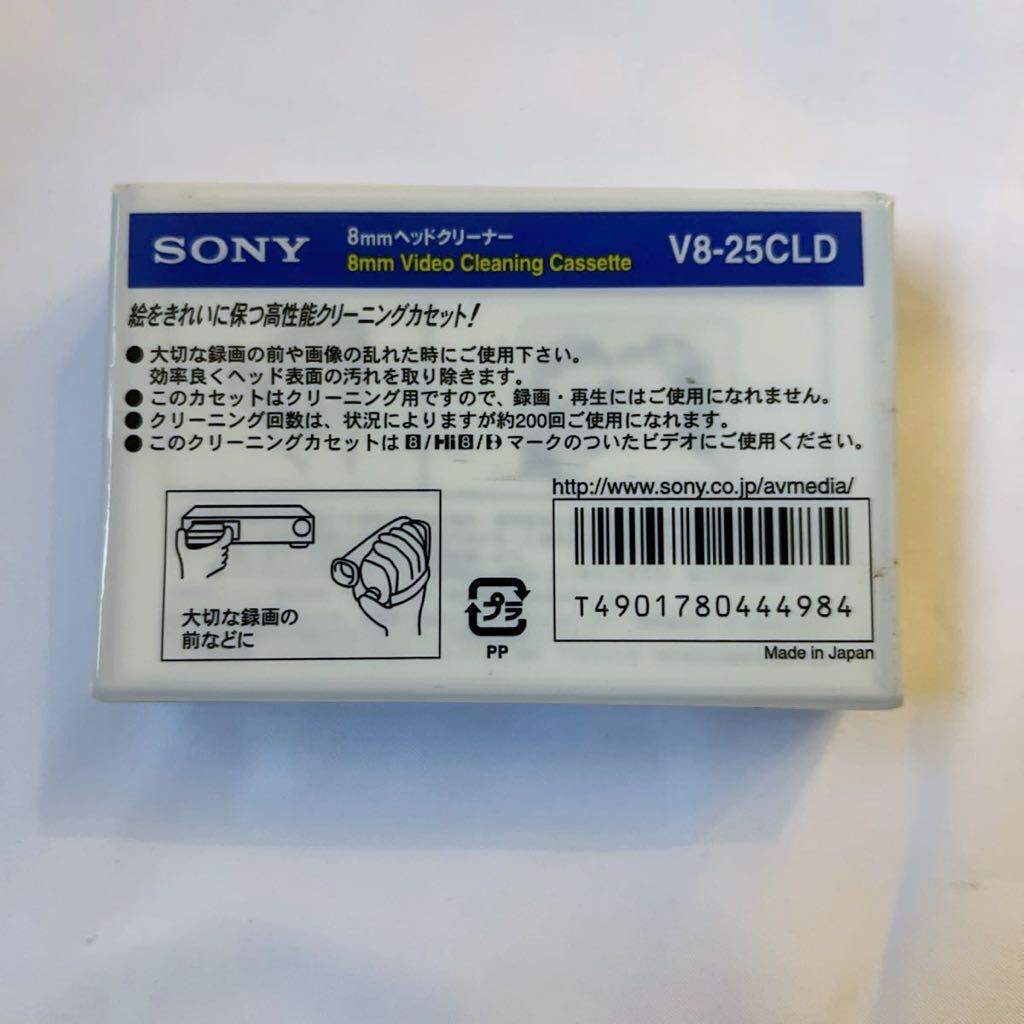 SONY
8mmヘッドクリーナー
8mm Video Cleaning Cassette
V8-25CLD
絵をきれいに保つ高性能クリーニングカセット!
●大切な録画の前や画像の乱れた時にご使用下さい。
効率良くヘッド表面の汚れを取り除きます。
●このカセットはクリーニング用ですので、録画・再生にはご使用になれません。
●クリーニング回数は、状況によりますが約200回ご使用になれます。
●このクリーニングカセットは 8/Hi8/D マークのついたビデオにご使用ください。
大切な録画の
前などに
プラ
PP
http://www.sony.co.jp/avmedia/
T4901780444984
Made in Japan